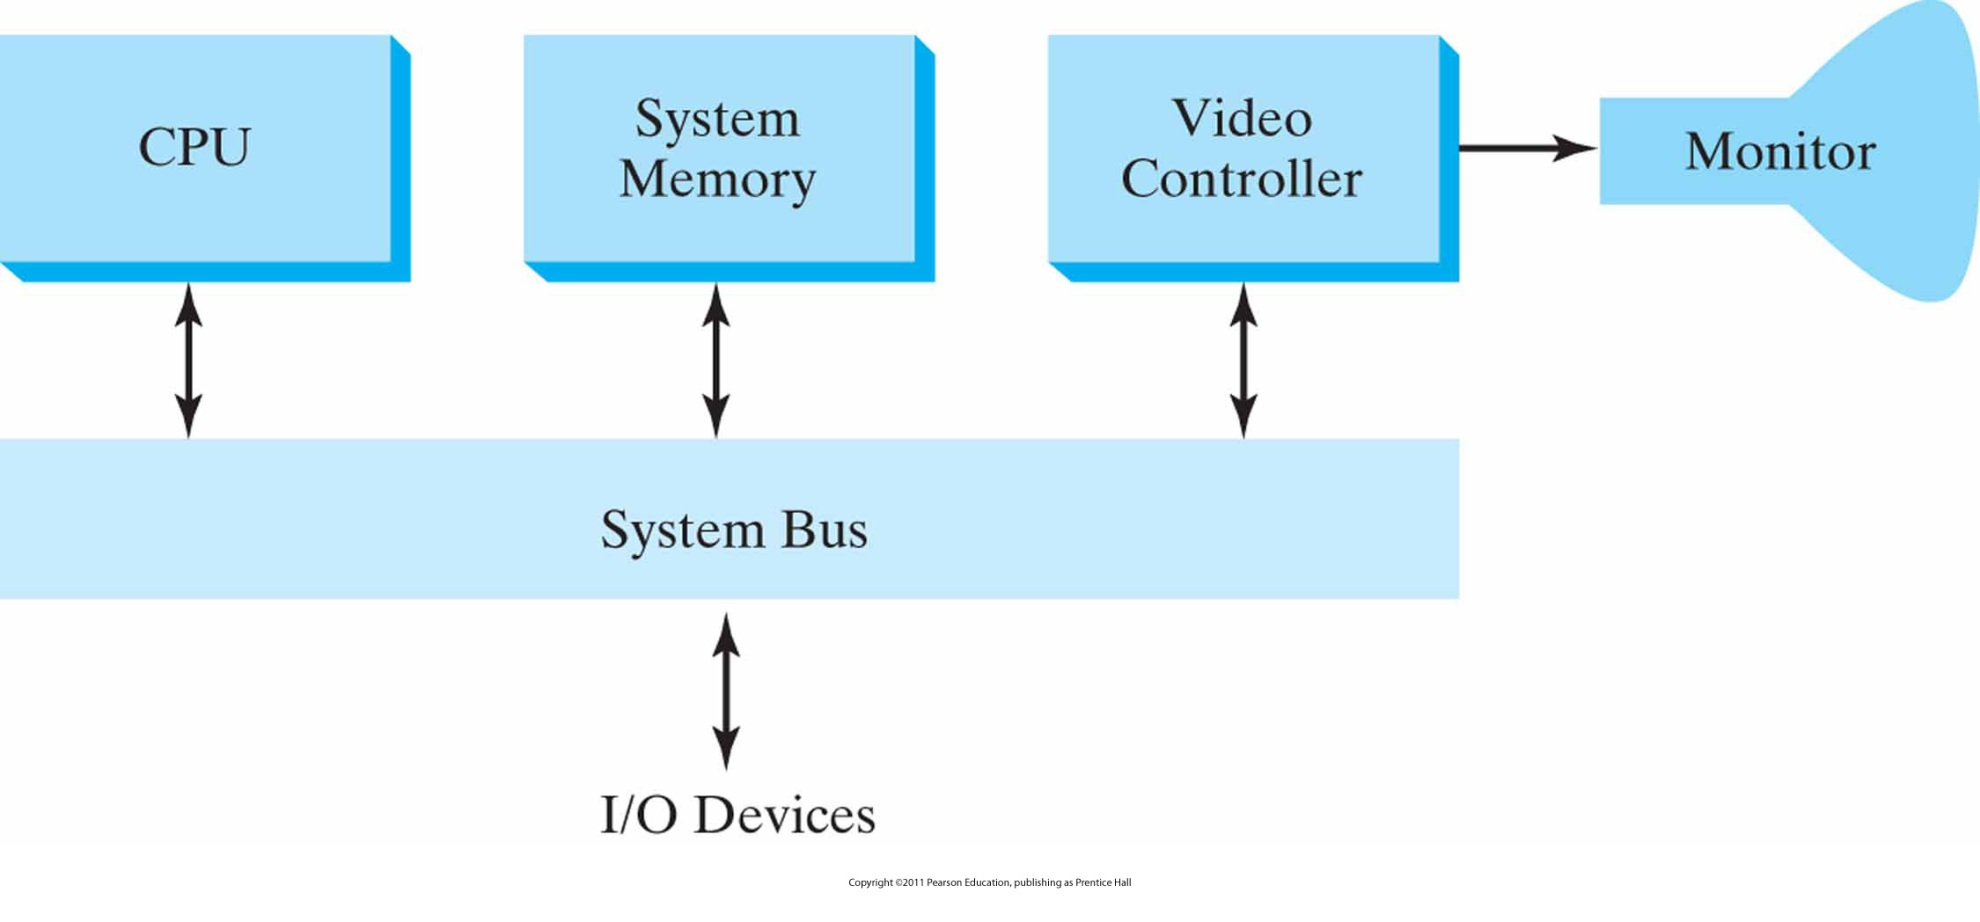 CPU
System
Memory
Video
Controller
Monitor
System Bus
I/O Devices
Copyright ©2011 Pearson Education, publishing as Prentice Hall